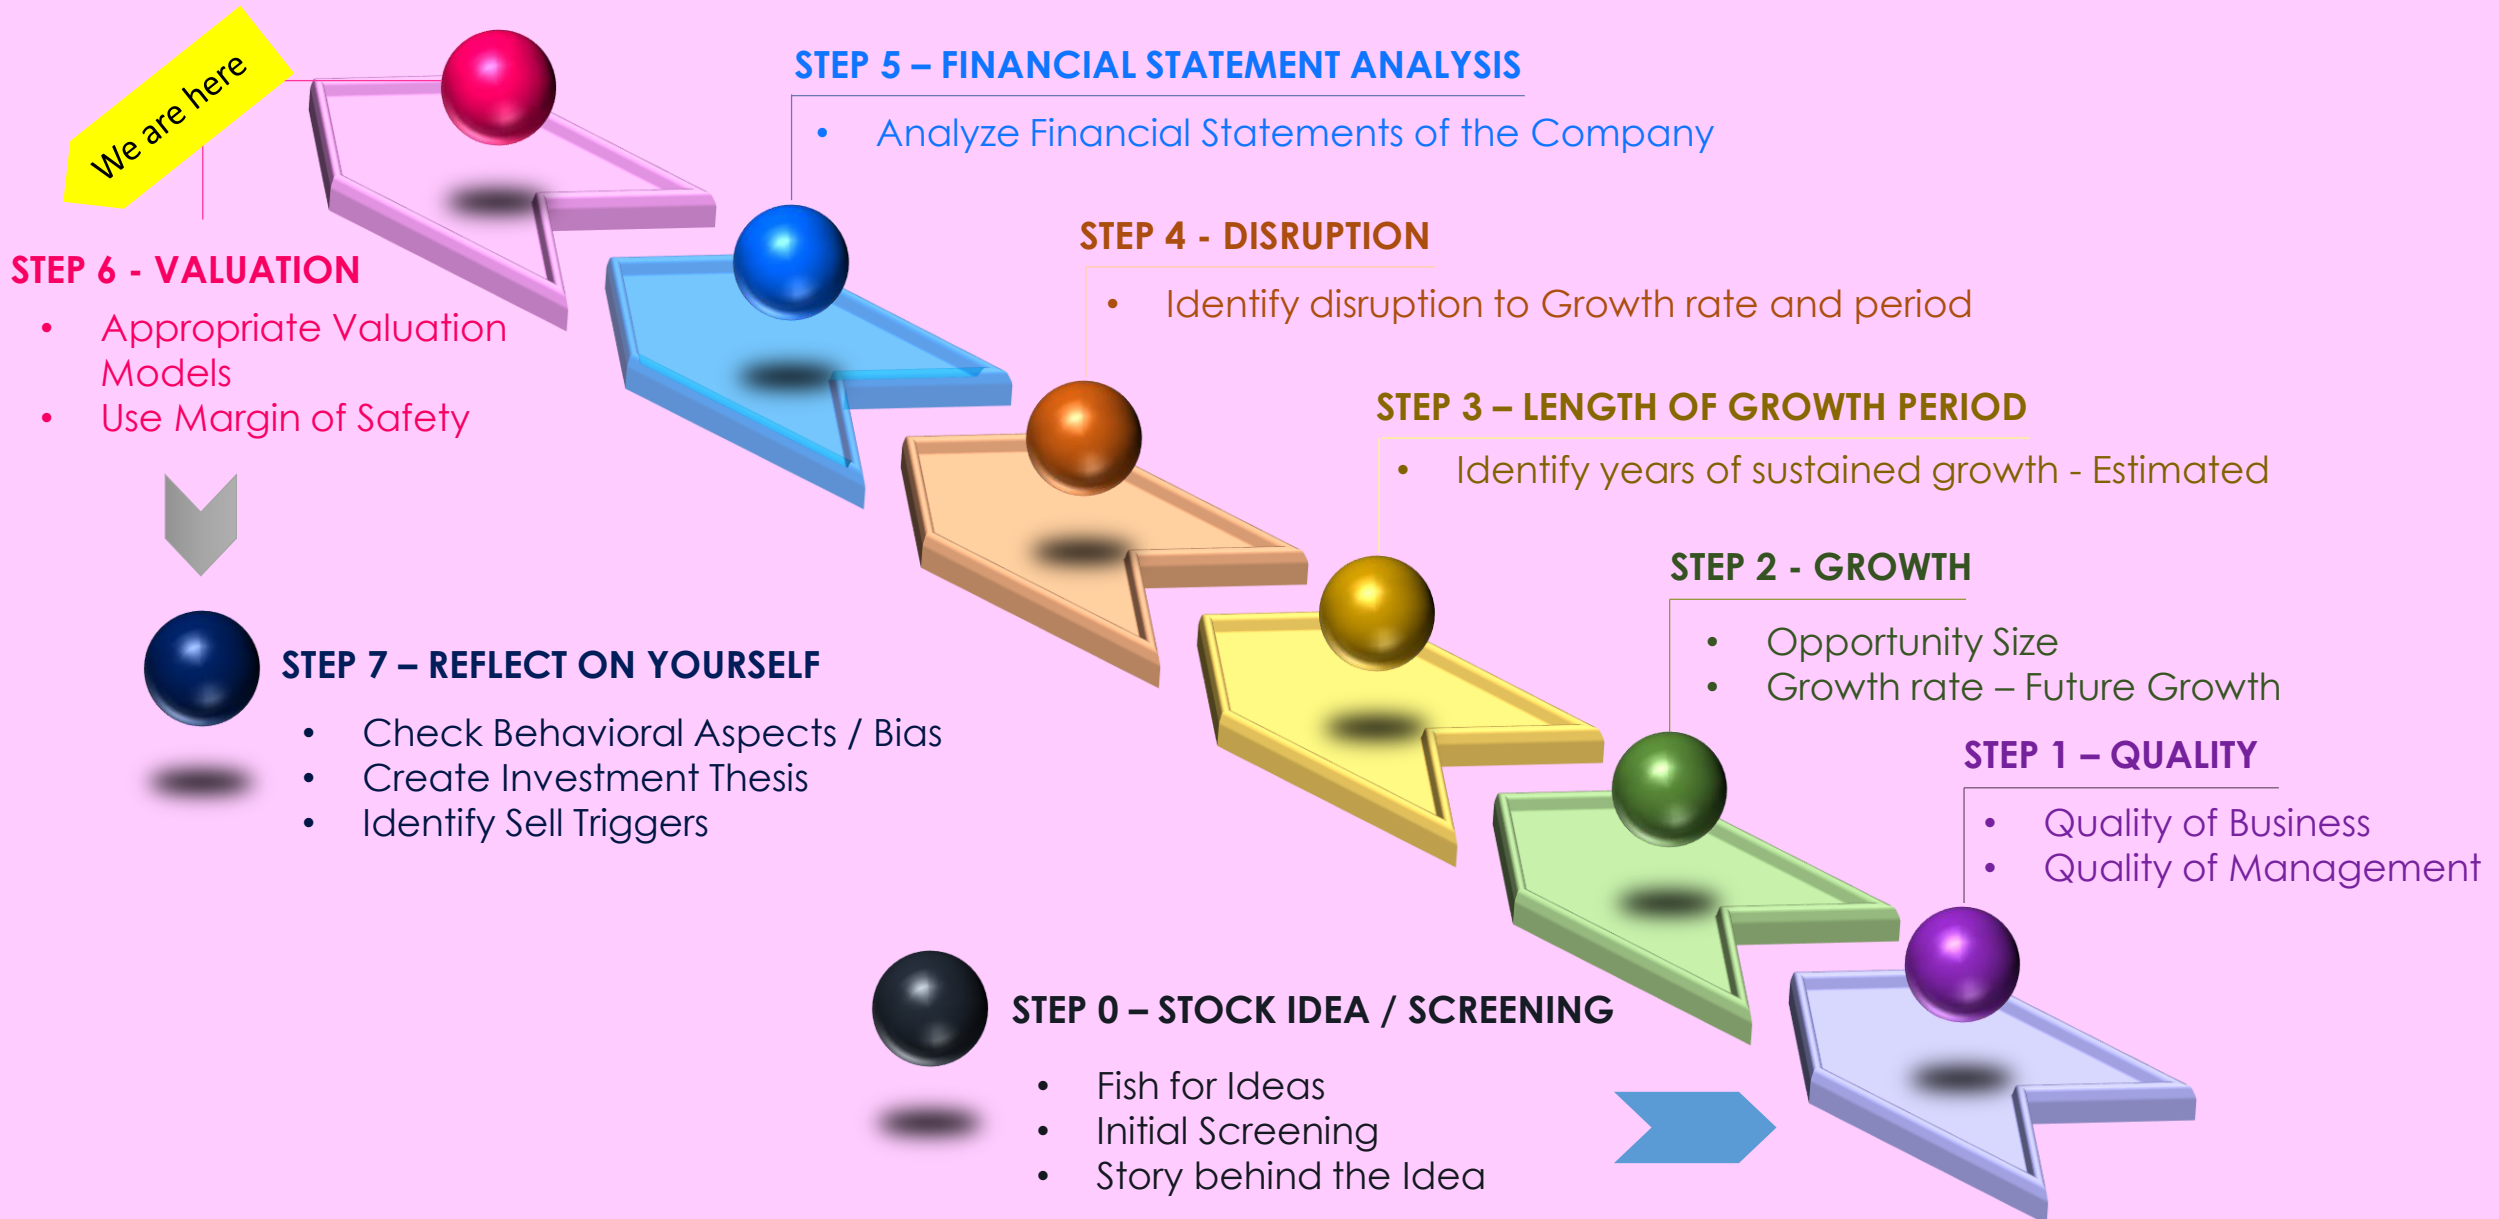 We are here
STEP 5 – FINANCIAL STATEMENT ANALYSIS
• Analyze Financial Statements of the Company
STEP 4 - DISRUPTION
• Identify disruption to Growth rate and period
STEP 6 - VALUATION
• Appropriate Valuation
Models
• Use Margin of Safety
STEP 3 – LENGTH OF GROWTH PERIOD
• Identify years of sustained growth - Estimated
STEP 2 - GROWTH
• Opportunity Size
• Growth rate – Future Growth
STEP 7 – REFLECT ON YOURSELF
• Check Behavioral Aspects / Bias
• Create Investment Thesis
• Identify Sell Triggers
STEP 1 – QUALITY
• Quality of Business
• Quality of Management
STEP 0 – STOCK IDEA / SCREENING
• Fish for Ideas
• Initial Screening
• Story behind the Idea